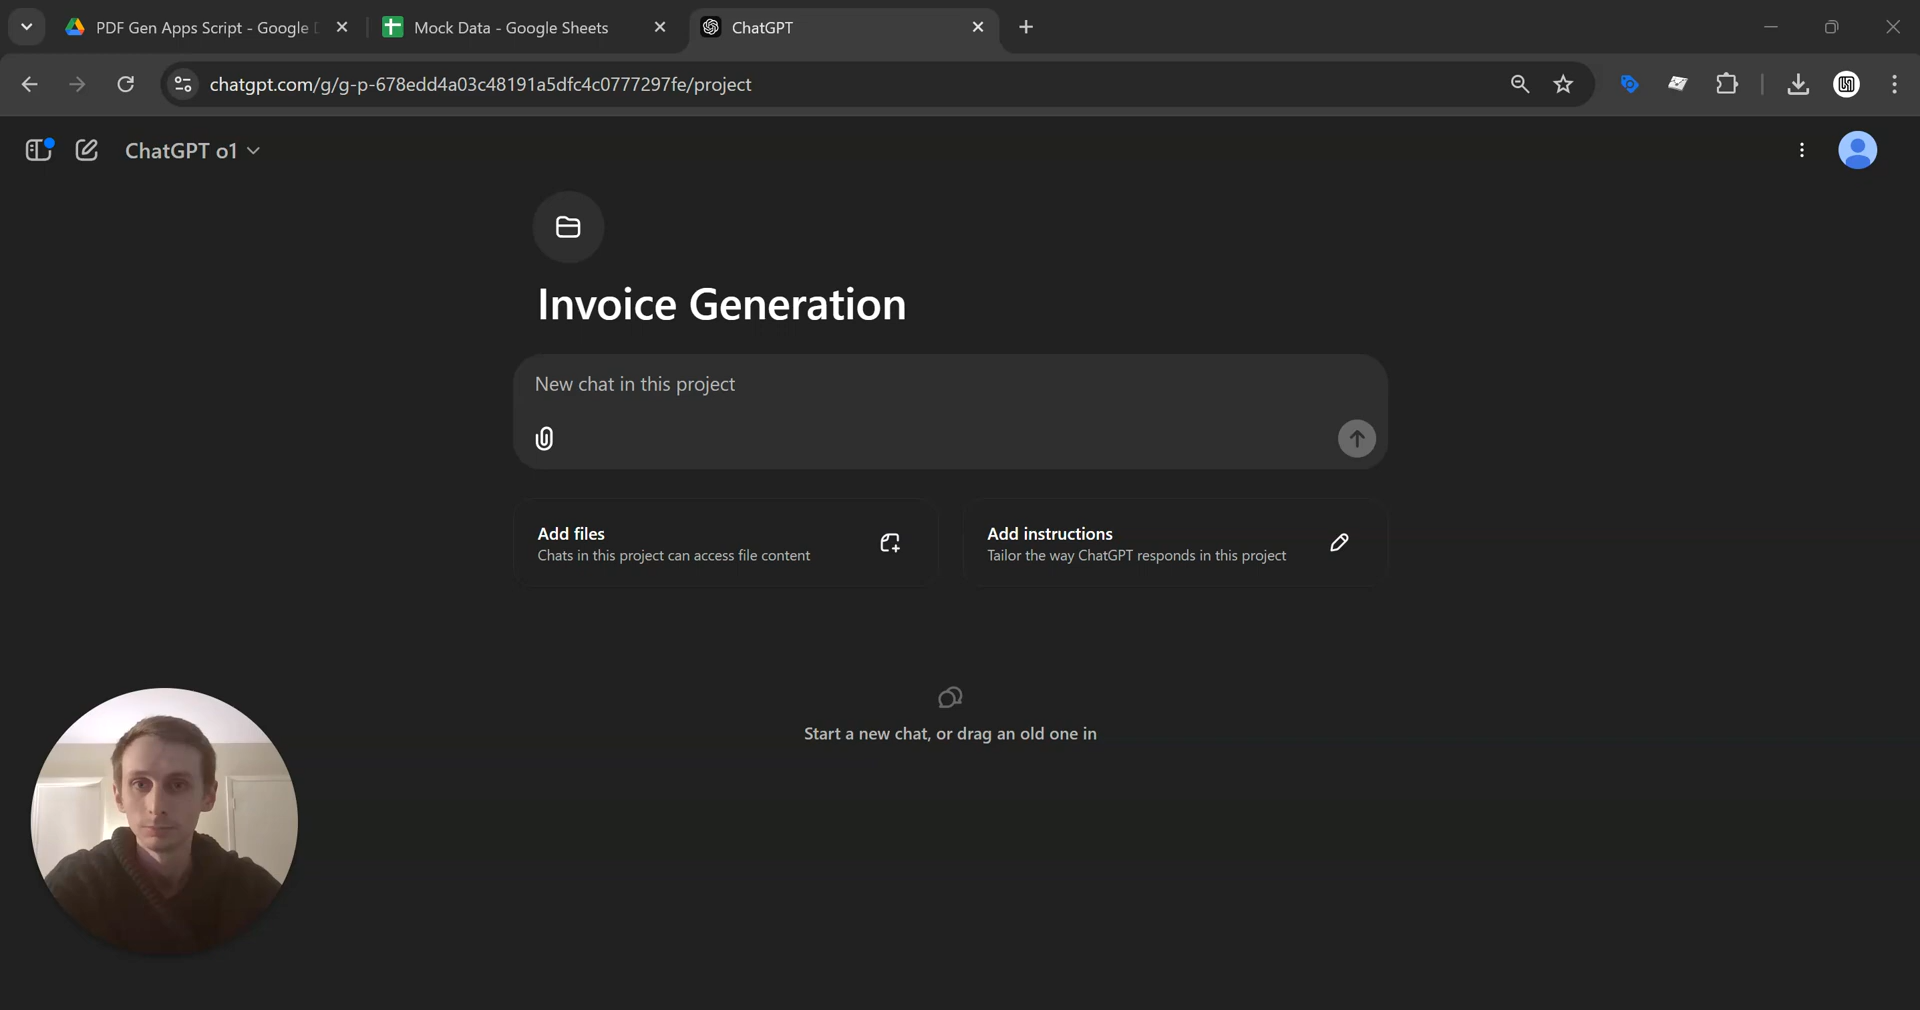 PDF Gen Apps Script - Google
Mock Data - Google Sheets
ChatGPT
chatgpt.com/g/g-p-678edd4a03c48191a5dfc4c0777297fe/project
ChatGPT o1
Invoice Generation
New chat in this project
Add files
Chats in this project can access file content
Add instructions
Tailor the way ChatGPT responds in this project
Start a new chat, or drag an old one in